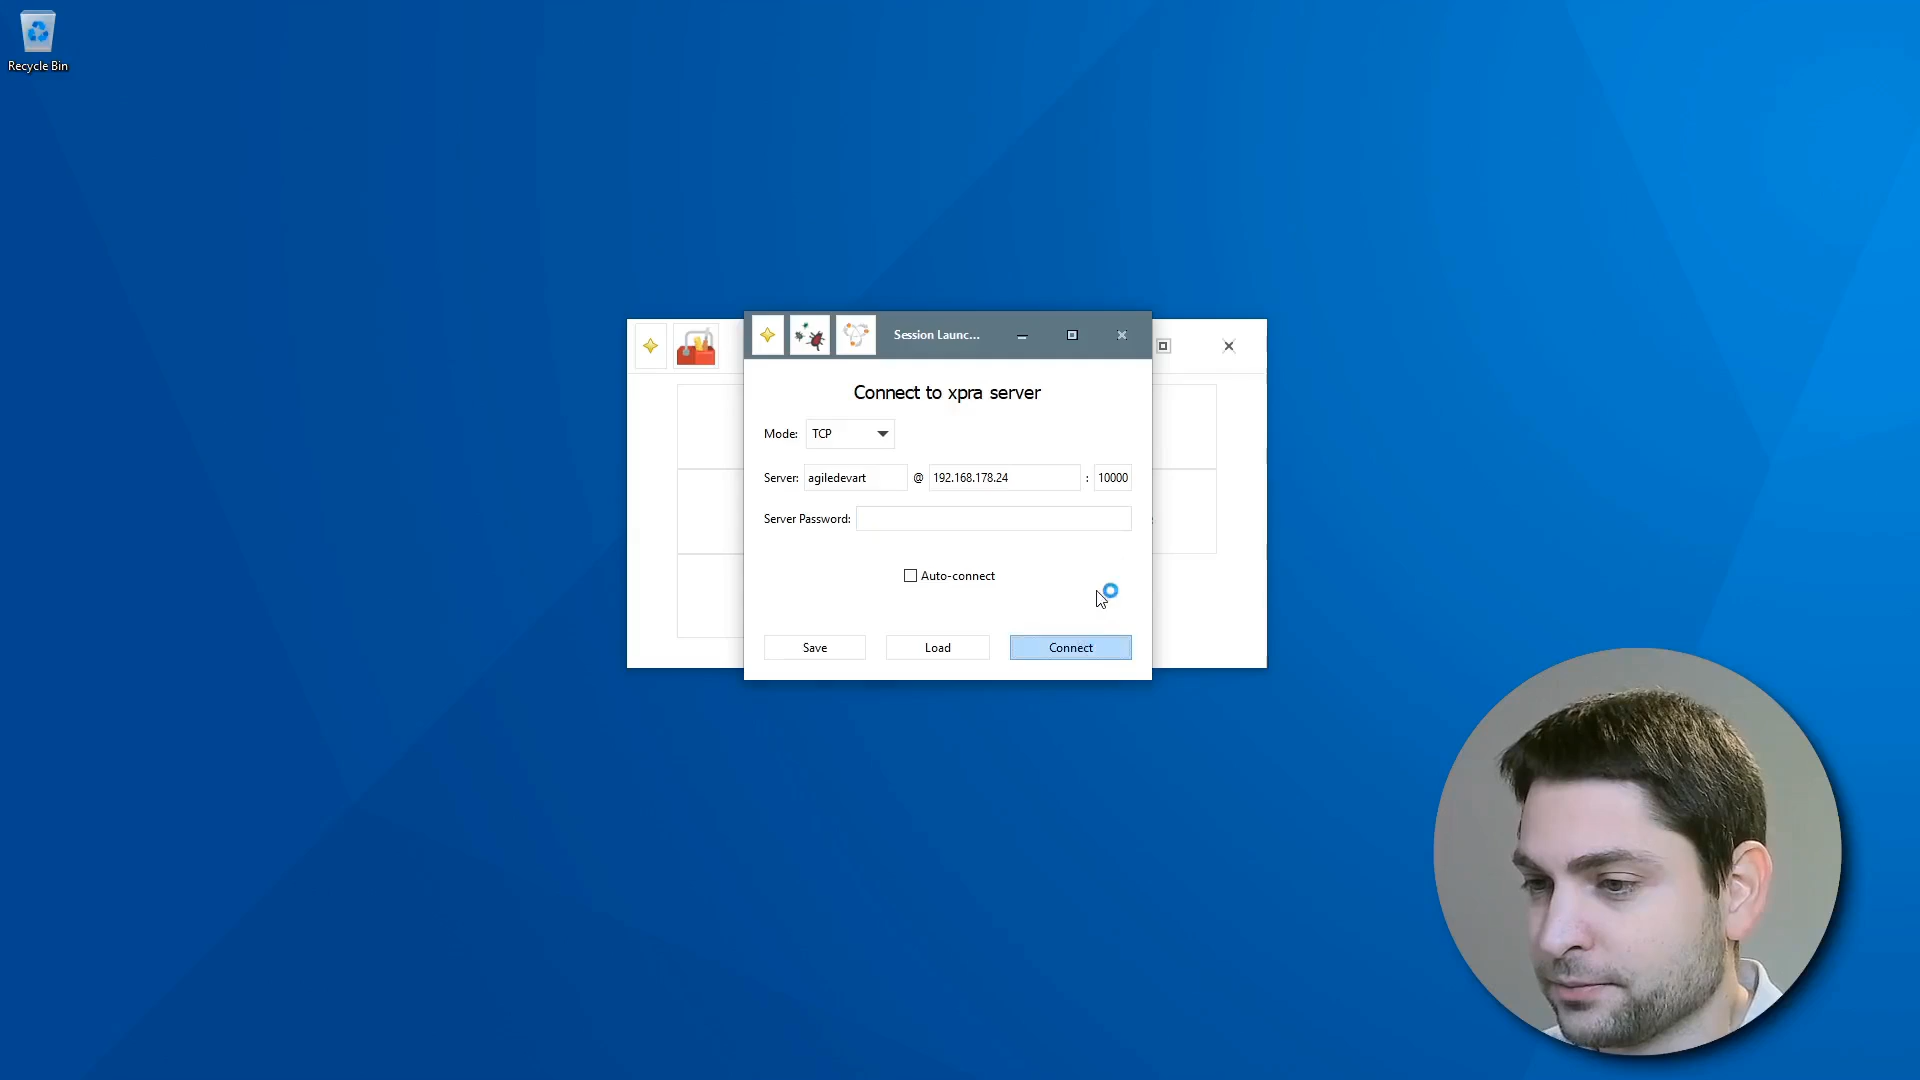 Recycle Bin
Session Launc...
Connect to xpra server
Mode: TCP
Server: agiledevart @ 192.168.178.24 : 10000
Server Password:
Auto-connect
Save Load Connect